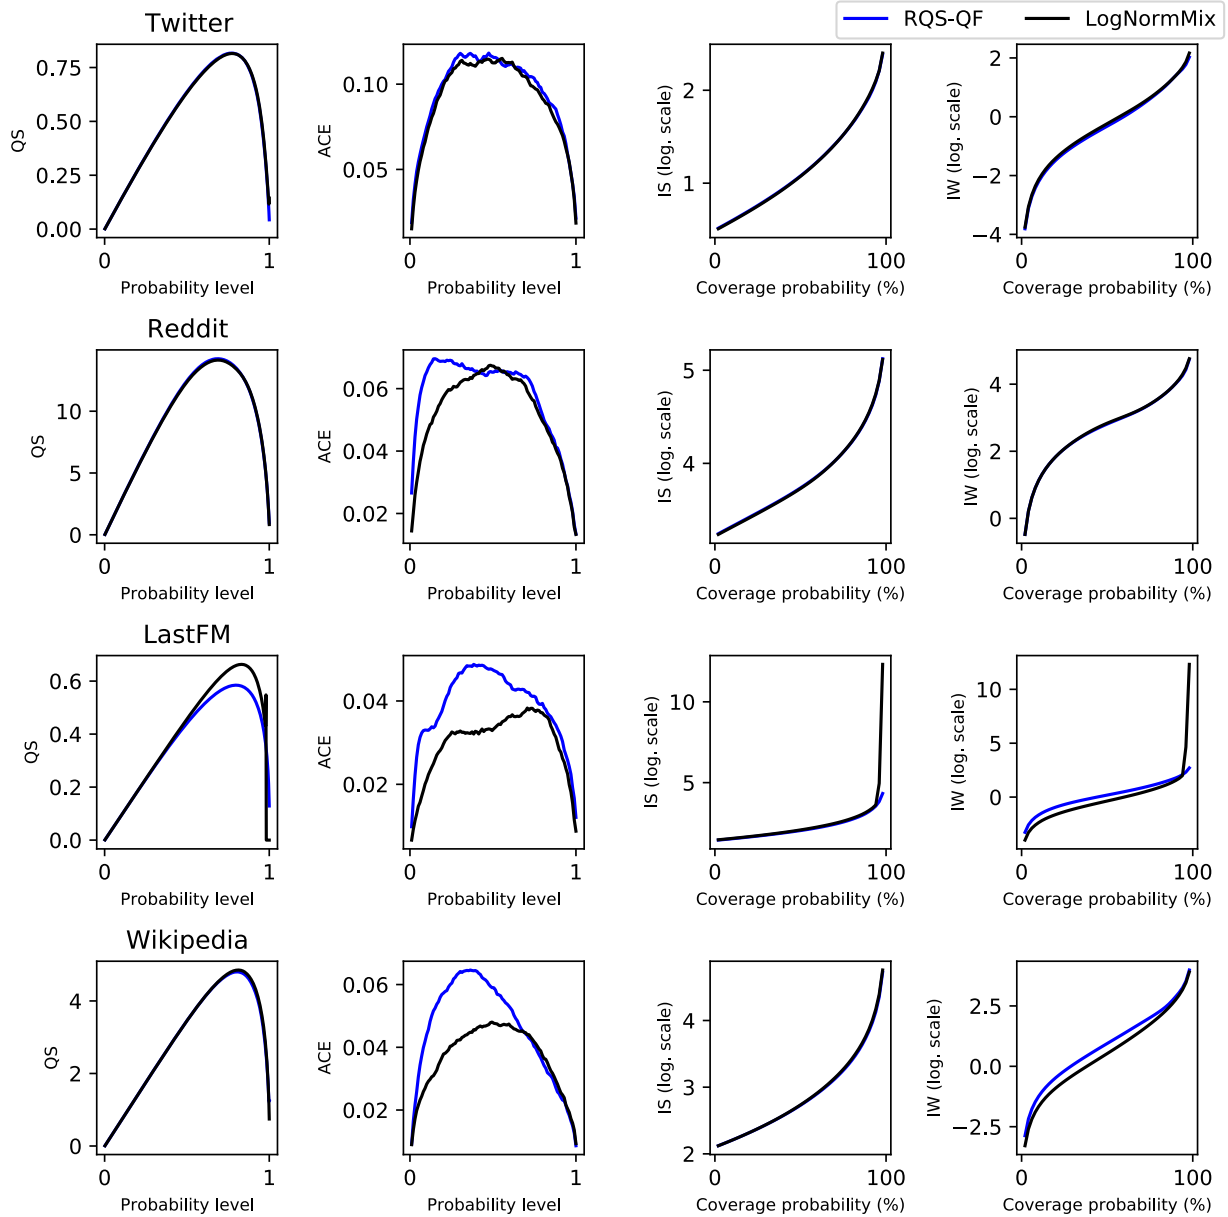 RQS-QF LogNormMix
Twitter
QS
0.75
0.50
0.25
0.00
0 1
Probability level
ACE
0.10
0.05
0 1
Probability level
IS (log. scale)
2
1
0 100
Coverage probability (%)
IW (log. scale)
2
0
−2
−4
0 100
Coverage probability (%)
Reddit
QS
10
5
0
0 1
Probability level
ACE
0.06
0.04
0.02
0 1
Probability level
IS (log. scale)
5
4
0 100
Coverage probability (%)
IW (log. scale)
4
2
0
0 100
Coverage probability (%)
LastFM
QS
0.6
0.4
0.2
0.0
0 1
Probability level
ACE
0.04
0.02
0 1
Probability level
IS (log. scale)
10
5
0 100
Coverage probability (%)
IW (log. scale)
10
5
0
0 100
Coverage probability (%)
Wikipedia
QS
4
2
0
0 1
Probability level
ACE
0.06
0.04
0.02
0 1
Probability level
IS (log. scale)
4
3
2
0 100
Coverage probability (%)
IW (log. scale)
2.5
0.0
−2.5
0 100
Coverage probability (%)